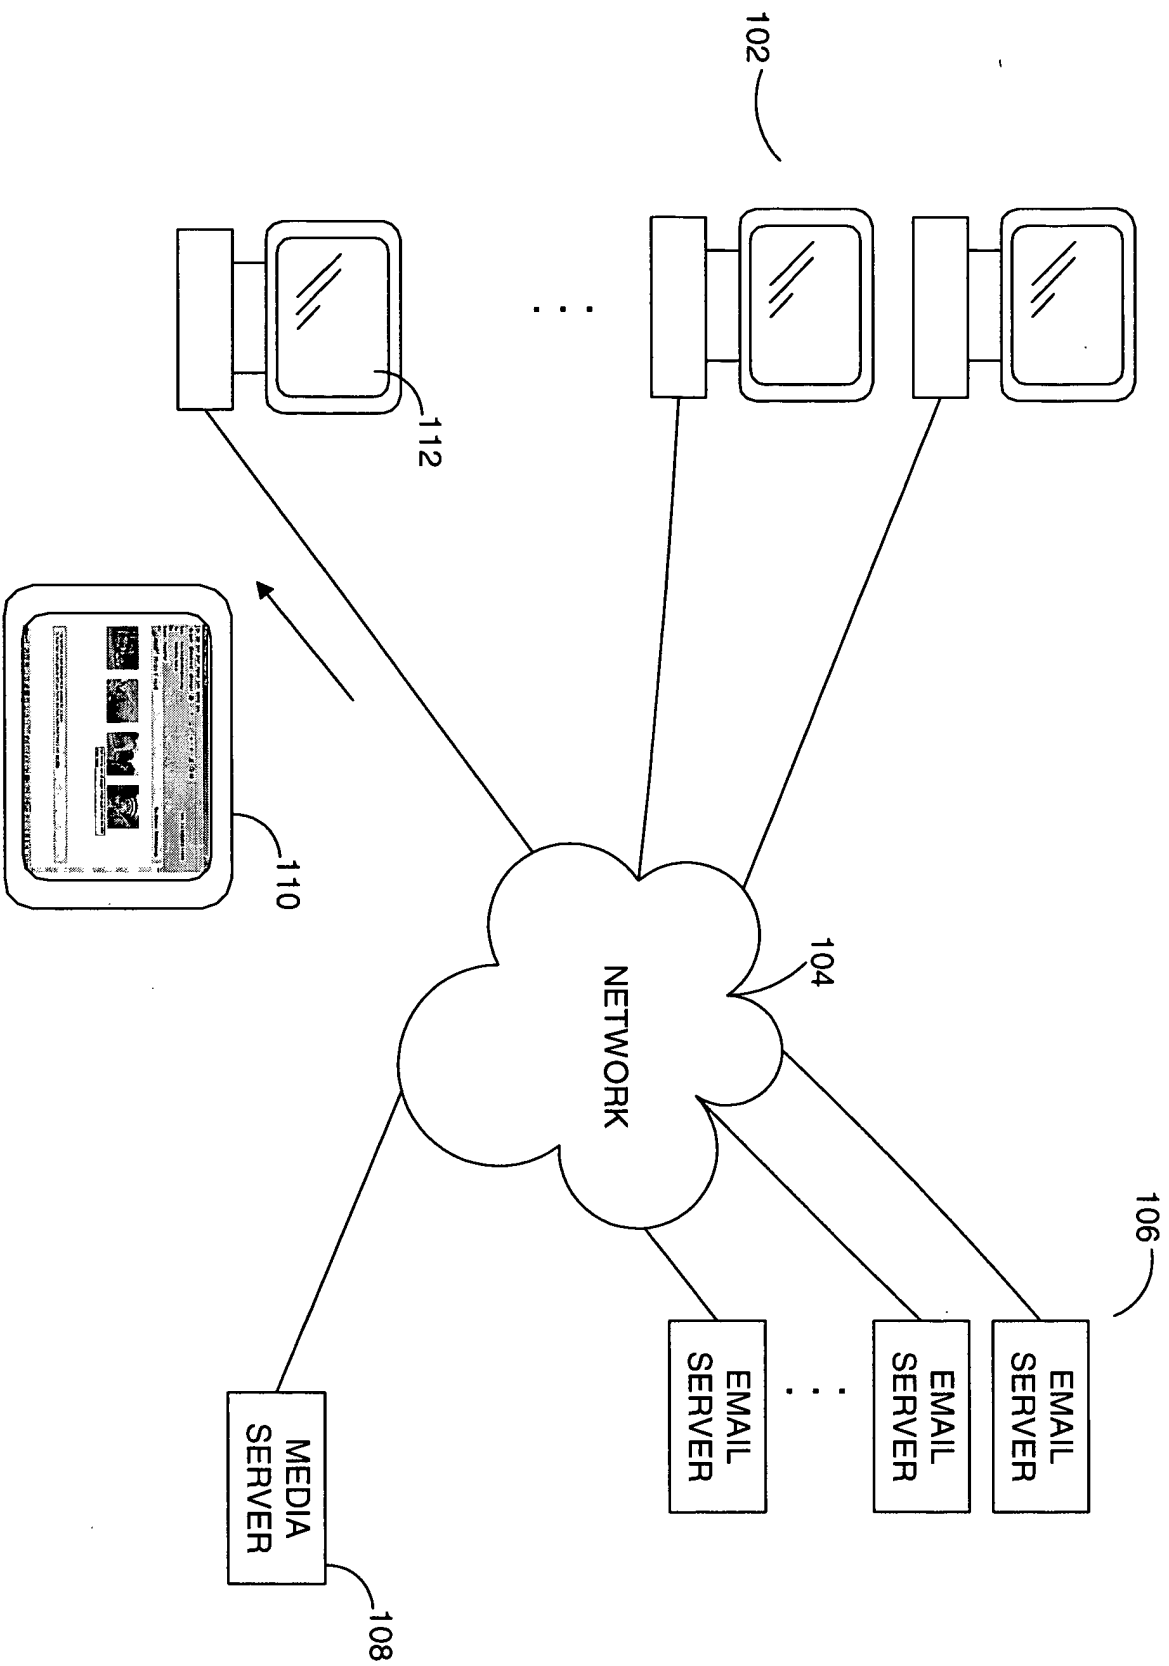 102
112
110
104
NETWORK
106
EMAIL
SERVER
EMAIL
SERVER
. . .
EMAIL
SERVER
MEDIA
SERVER
108
. . .